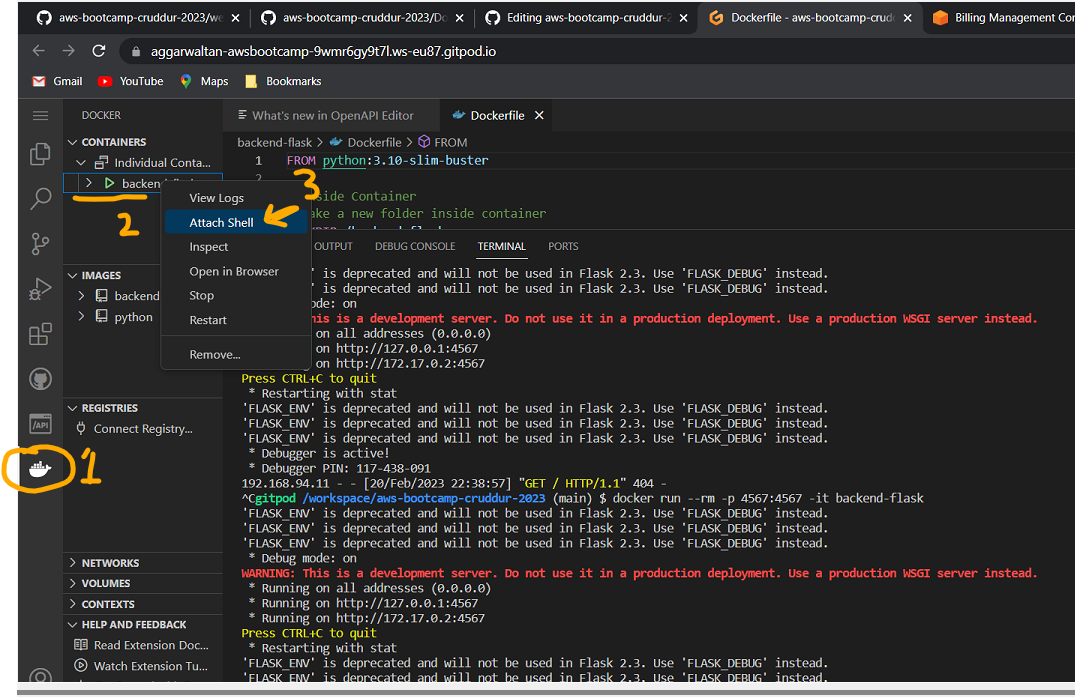 aws-bootcamp-cruddur-2023/we
aws-bootcamp-cruddur-2023/Do
Editing aws-bootcamp-cruddur-2
Dockerfile - aws-bootcamp-crudd
Billing Management Con
aggarwaltan-awsbootcamp-9wmr6gy9t7l.ws-eu87.gitpod.io
Gmail
YouTube
Maps
Bookmarks
DOCKER
What's new in OpenAPI Editor
Dockerfile
CONTAINERS
backend-flask > Dockerfile > FROM
Individual Conta...
1 FROM python:3.10-slim-buster
2
backend
3
View Logs
side Container
ake a new folder inside container
2
Attach Shell
Inspect
OUTPUT
DEBUG CONSOLE
TERMINAL
PORTS
Open in Browser
Stop
Restart
Remove...
IMAGES
backend
python
' is deprecated and will not be used in Flask 2.3. Use 'FLASK_DEBUG' instead.
' is deprecated and will not be used in Flask 2.3. Use 'FLASK_DEBUG' instead.
ode: on
his is a development server. Do not use it in a production deployment. Use a production WSGI server instead.
on all addresses (0.0.0.0)
on http://127.0.0.1:4567
on http://172.17.0.2:4567
Press CTRL+C to quit
* Restarting with stat
'FLASK_ENV' is deprecated and will not be used in Flask 2.3. Use 'FLASK_DEBUG' instead.
'FLASK_ENV' is deprecated and will not be used in Flask 2.3. Use 'FLASK_DEBUG' instead.
'FLASK_ENV' is deprecated and will not be used in Flask 2.3. Use 'FLASK_DEBUG' instead.
* Debugger is active!
* Debugger PIN: 117-438-091
192.168.94.11 - - [20/Feb/2023 22:38:57] "GET / HTTP/1.1" 404 -
^Cgitpod /workspace/aws-bootcamp-cruddur-2023 (main) $ docker run --rm -p 4567:4567 -it backend-flask
'FLASK_ENV' is deprecated and will not be used in Flask 2.3. Use 'FLASK_DEBUG' instead.
'FLASK_ENV' is deprecated and will not be used in Flask 2.3. Use 'FLASK_DEBUG' instead.
'FLASK_ENV' is deprecated and will not be used in Flask 2.3. Use 'FLASK_DEBUG' instead.
* Debug mode: on
WARNING: This is a development server. Do not use it in a production deployment. Use a production WSGI server instead.
* Running on all addresses (0.0.0.0)
* Running on http://127.0.0.1:4567
* Running on http://172.17.0.2:4567
Press CTRL+C to quit
* Restarting with stat
'FLASK_ENV' is deprecated and will not be used in Flask 2.3. Use 'FLASK_DEBUG' instead.
'FLASK_ENV' is deprecated and will not be used in Flask 2.3. Use 'FLASK_DEBUG' instead.
REGISTRIES
Connect Registry...
/API
1
NETWORKS
VOLUMES
CONTEXTS
HELP AND FEEDBACK
Read Extension Doc...
Watch Extension Tu...